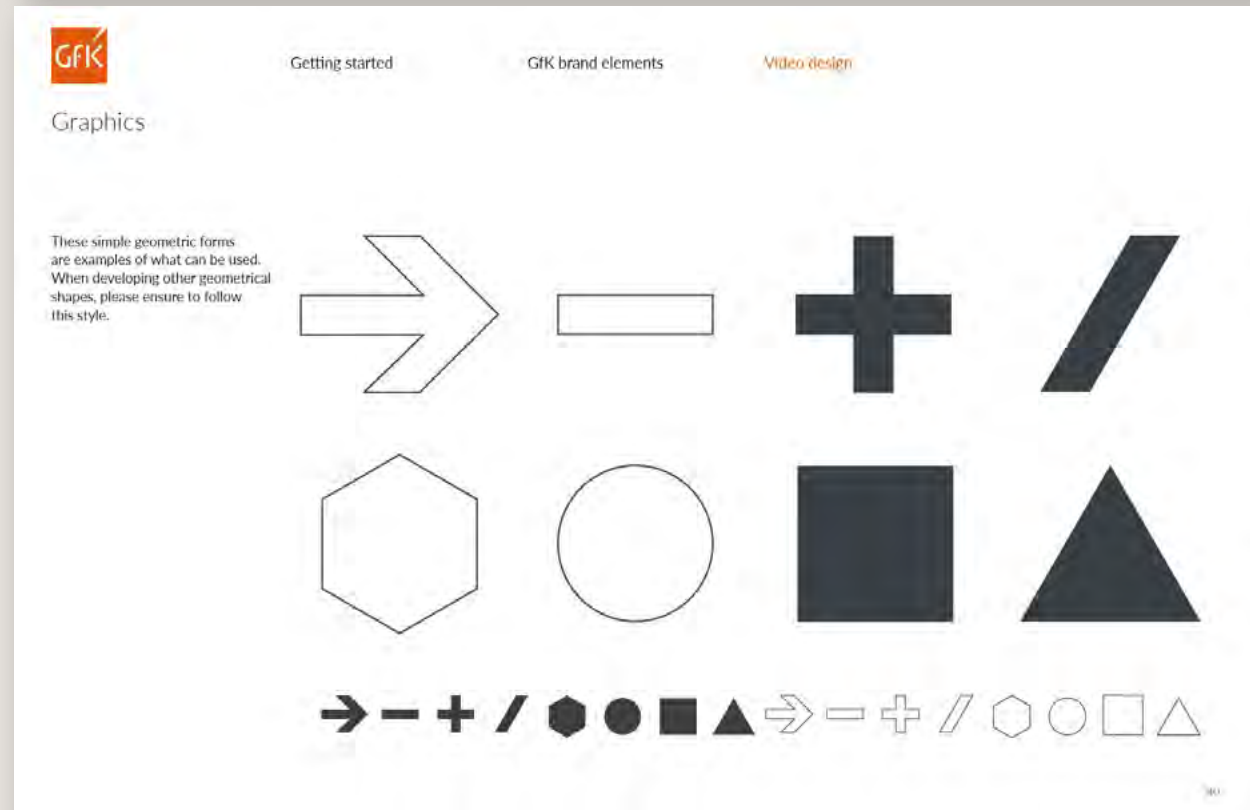 GfK
Getting started
GfK brand elements
Video design
Graphics
These simple geometric forms
are examples of what can be used.
When developing other geometrical
shapes, please ensure to follow
this style.